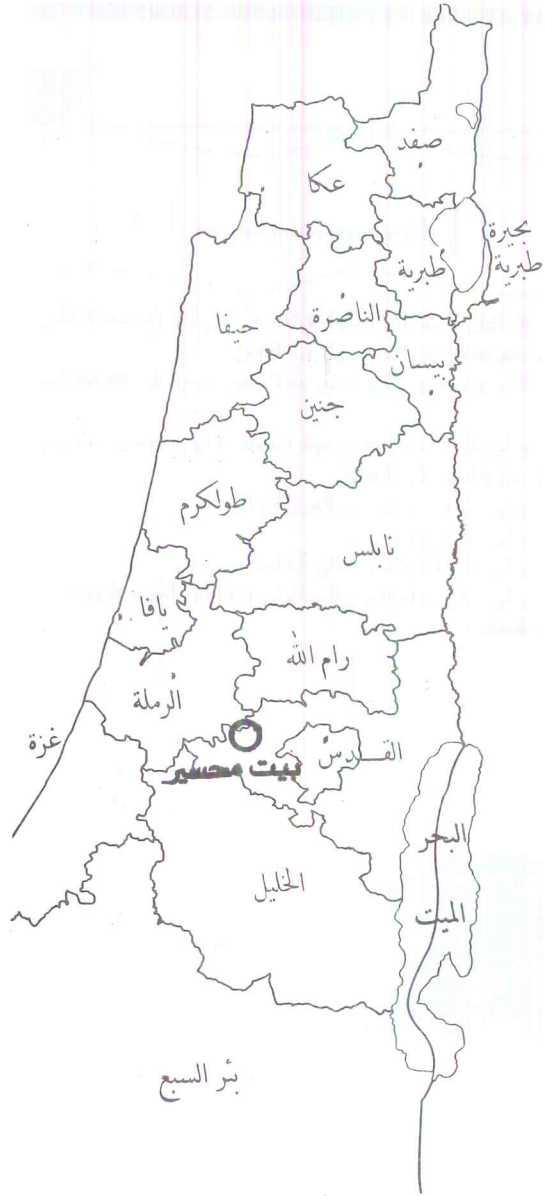 صفد
عكا
بحيرة
طبرية
طبرية
الناصرة
حيفا
بيسان
جنين
طولكرم
نابلس
يافا
رام الله
الرملة
غزة
القدس
بيت محسير
البحر
الميت
الخليل
بئر السبع